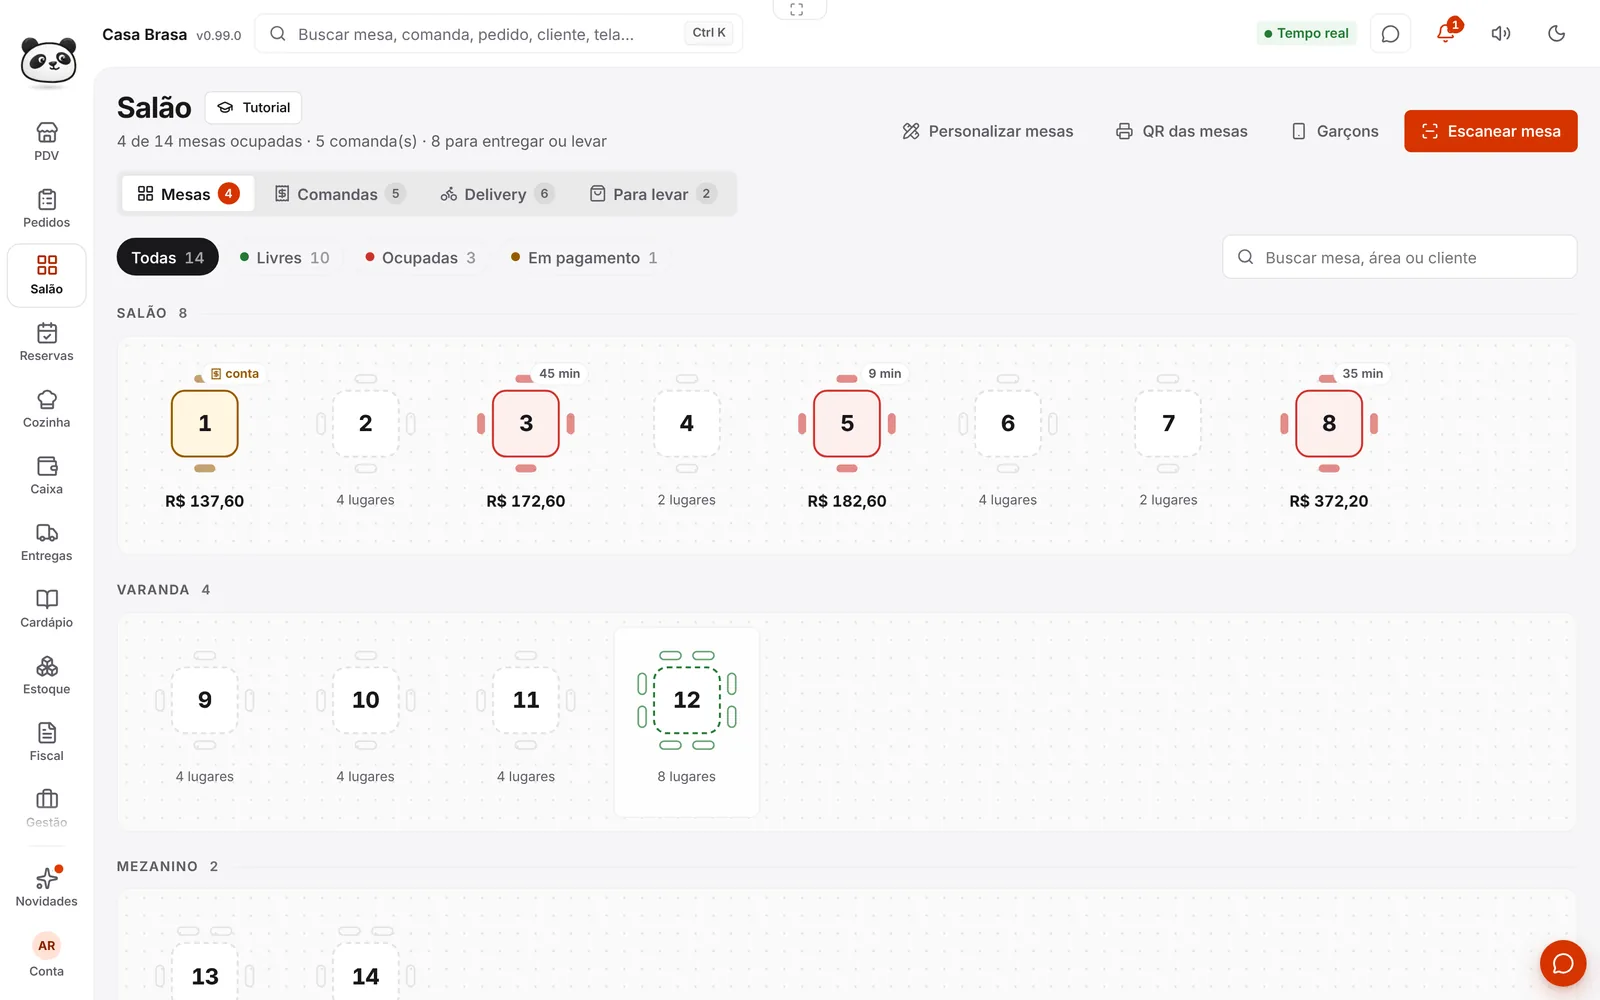 Casa Brasa v0.99.0
Buscar mesa, comanda, pedido, cliente, tela...
Ctrl K
Tempo real
1
PDV
Pedidos
Salão
Reservas
Cozinha
Caixa
Entregas
Cardápio
Estoque
Fiscal
Gestão
Novidades
AR
Conta
Salão
Tutorial
4 de 14 mesas ocupadas · 5 comanda(s) · 8 para entregar ou levar
Personalizar mesas
QR das mesas
Garçons
Escanear mesa
Mesas 4
Comandas 5
Delivery 6
Para levar 2
Todas 14
Livres 10
Ocupadas 3
Em pagamento 1
Buscar mesa, área ou cliente
SALÃO 8
conta
1
R$ 137,60
2
4 lugares
45 min
3
R$ 172,60
4
2 lugares
9 min
5
R$ 182,60
6
4 lugares
7
2 lugares
35 min
8
R$ 372,20
VARANDA 4
9
4 lugares
10
4 lugares
11
4 lugares
12
8 lugares
MEZANINO 2
13
14